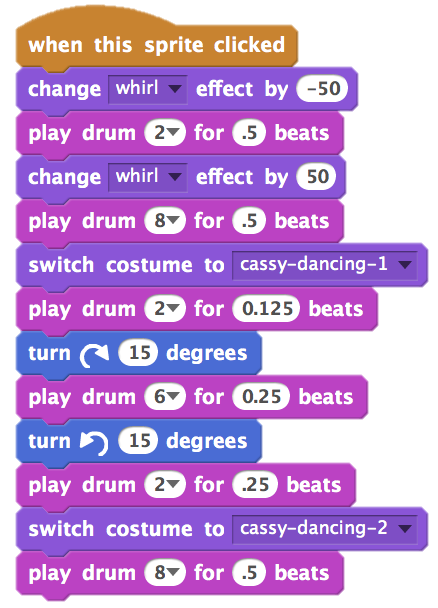 when this sprite clicked
change whirl effect by -50
play drum 2 for .5 beats
change whirl effect by 50
play drum 8 for .5 beats
switch costume to cassy-dancing-1
play drum 2 for 0.125 beats
turn 15 degrees
play drum 6 for 0.25 beats
turn 15 degrees
play drum 2 for .25 beats
switch costume to cassy-dancing-2
play drum 8 for .5 beats